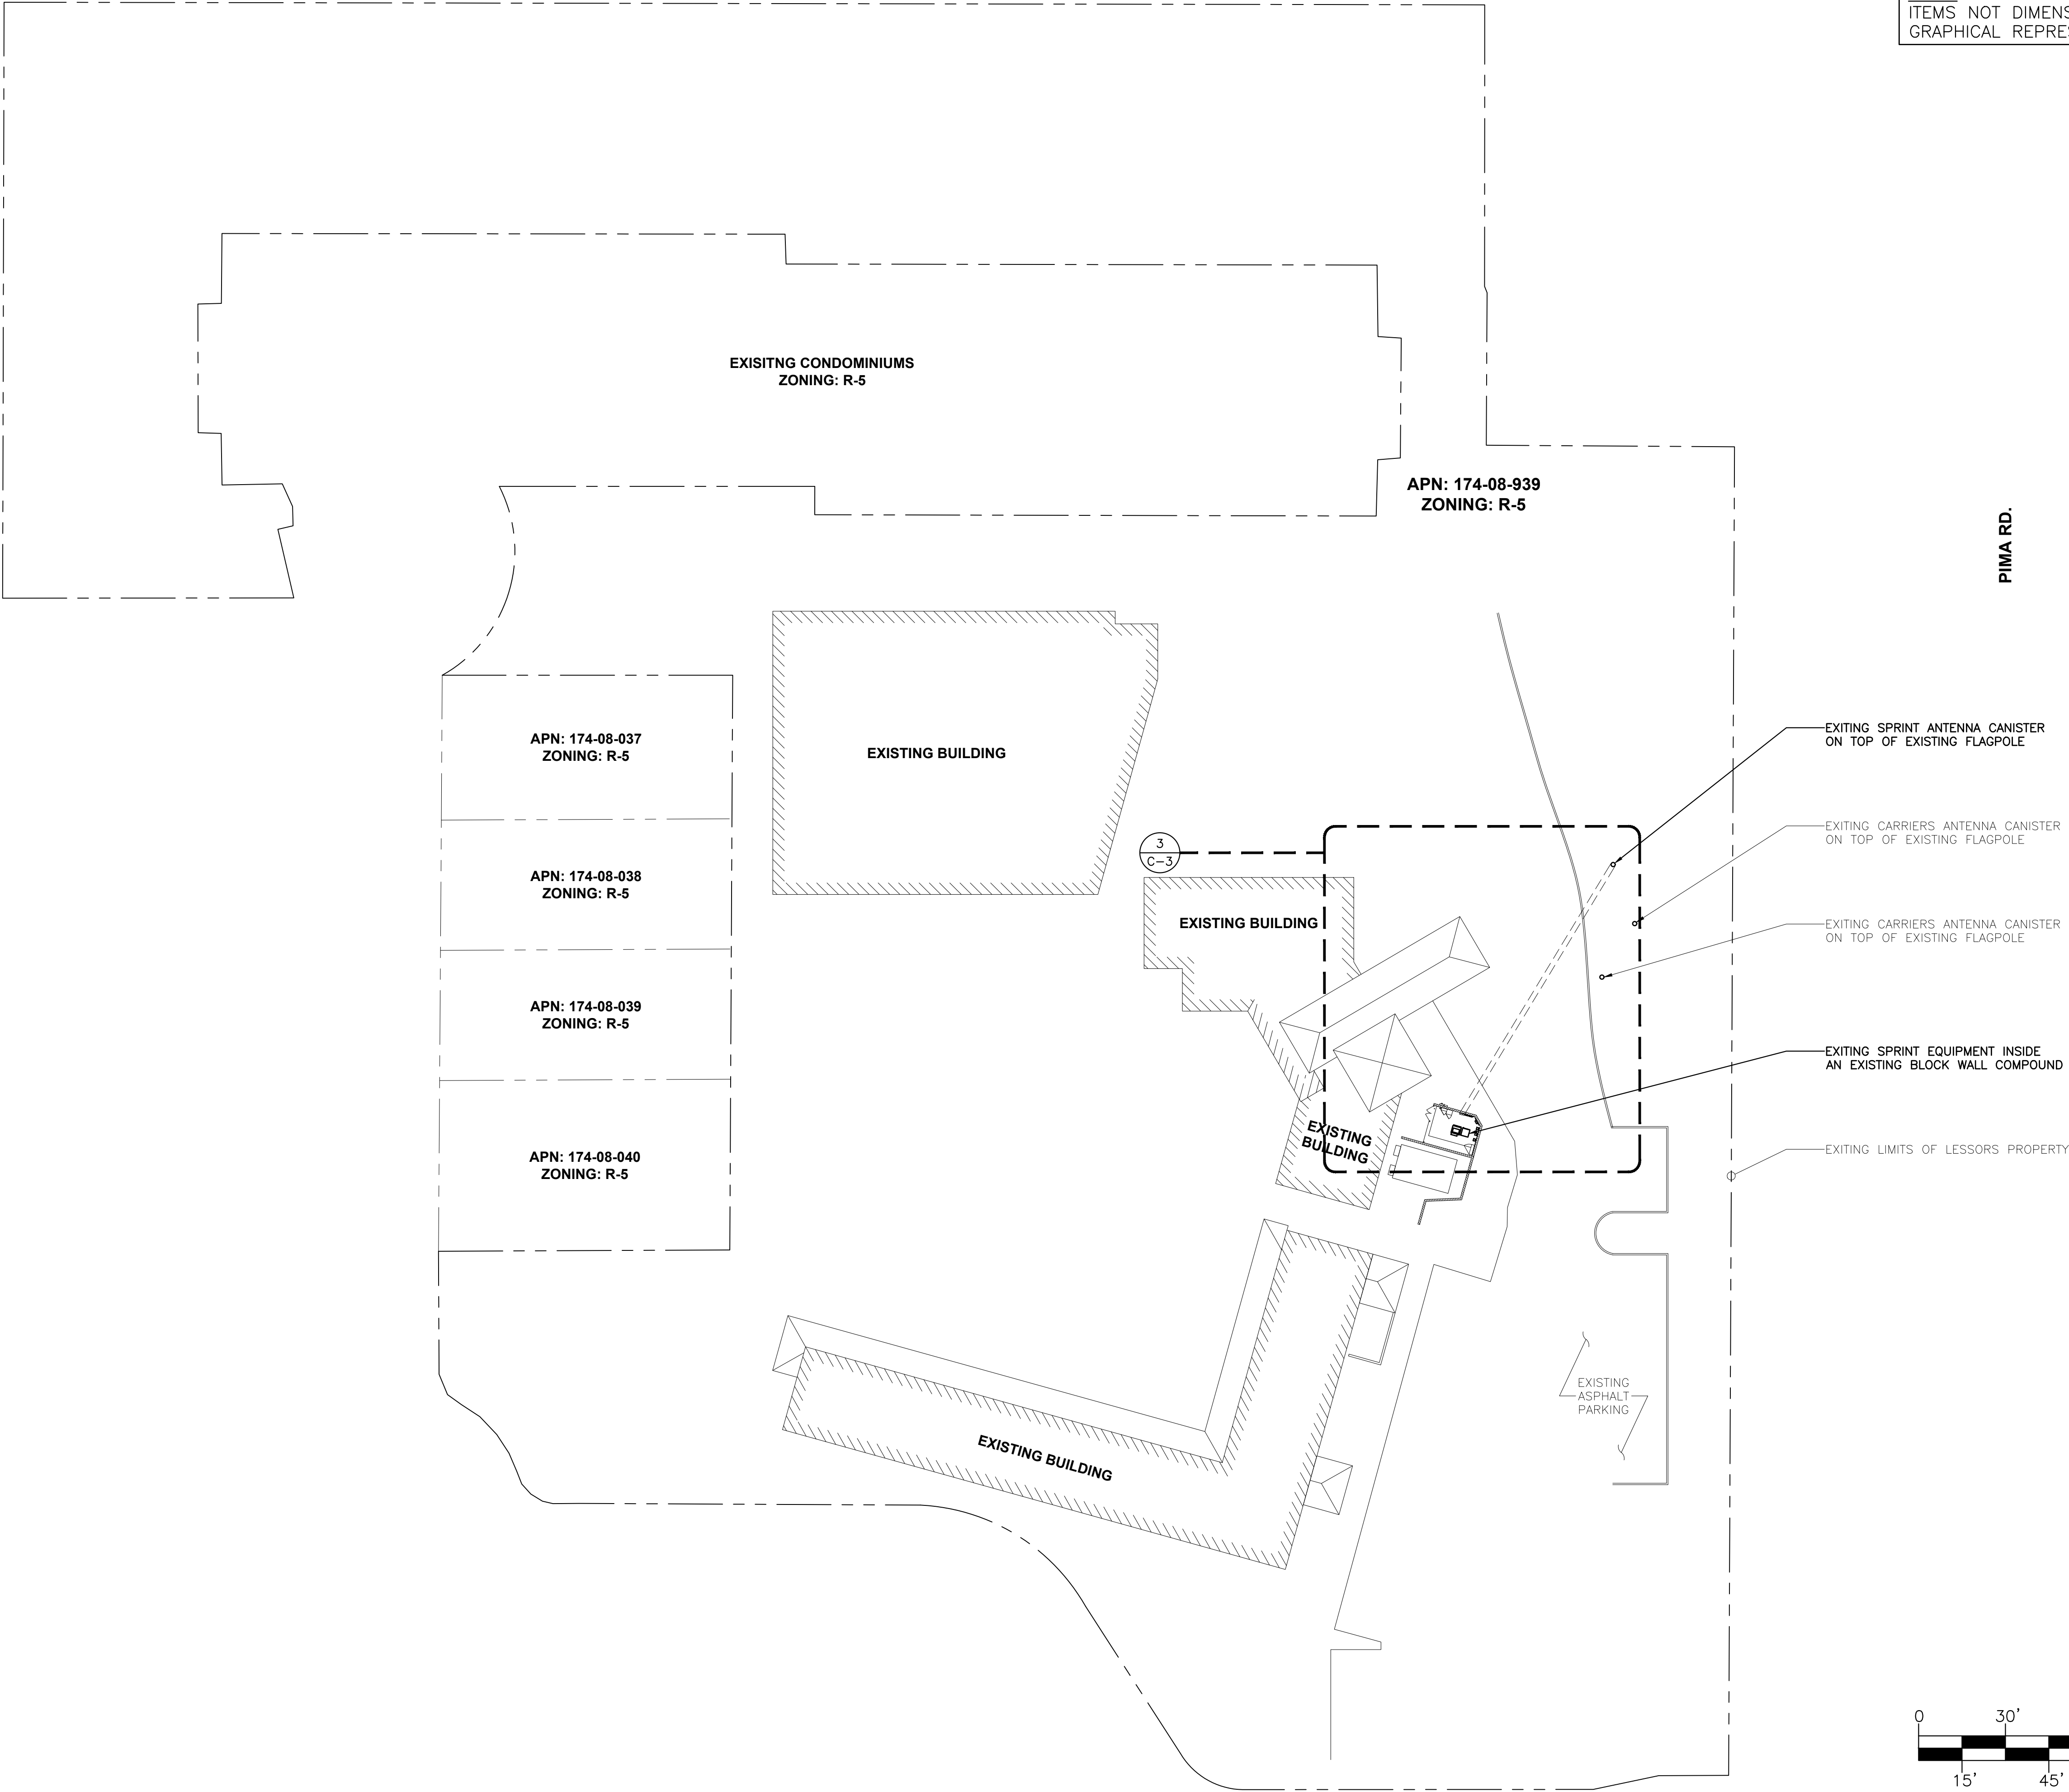 ITEMS NOT
GRAPHICAL
EXISITNG CONDOMINIUMS
ZONING: R-5
APN: 174-08-939
ZONING: R-5
PIMA RD.
APN: 174-08-037
ZONING: R-5
EXISTING BUILDING
EXITING SPRINT ANTENNA CANISTER
ON TOP OF EXISTING FLAGPOLE
EXITING CARRIERS ANTENNA CANISTER
ON TOP OF EXISTING FLAGPOLE
3
C-3
APN: 174-08-038
ZONING: R-5
EXISTING BUILDING
EXITING CARRIERS ANTENNA CANISTER
ON TOP OF EXISTING FLAGPOLE
APN: 174-08-039
ZONING: R-5
EXITING SPRINT EQUIPMENT INSIDE
AN EXISTING BLOCK WALL COMPOUND
EXISTING
BUILDING
EXITING LIMITS OF LESSORS PROPERTY
APN: 174-08-040
ZONING: R-5
EXISTING
ASPHALT
PARKING
EXISTING BUILDING
0 30'
15' 45'